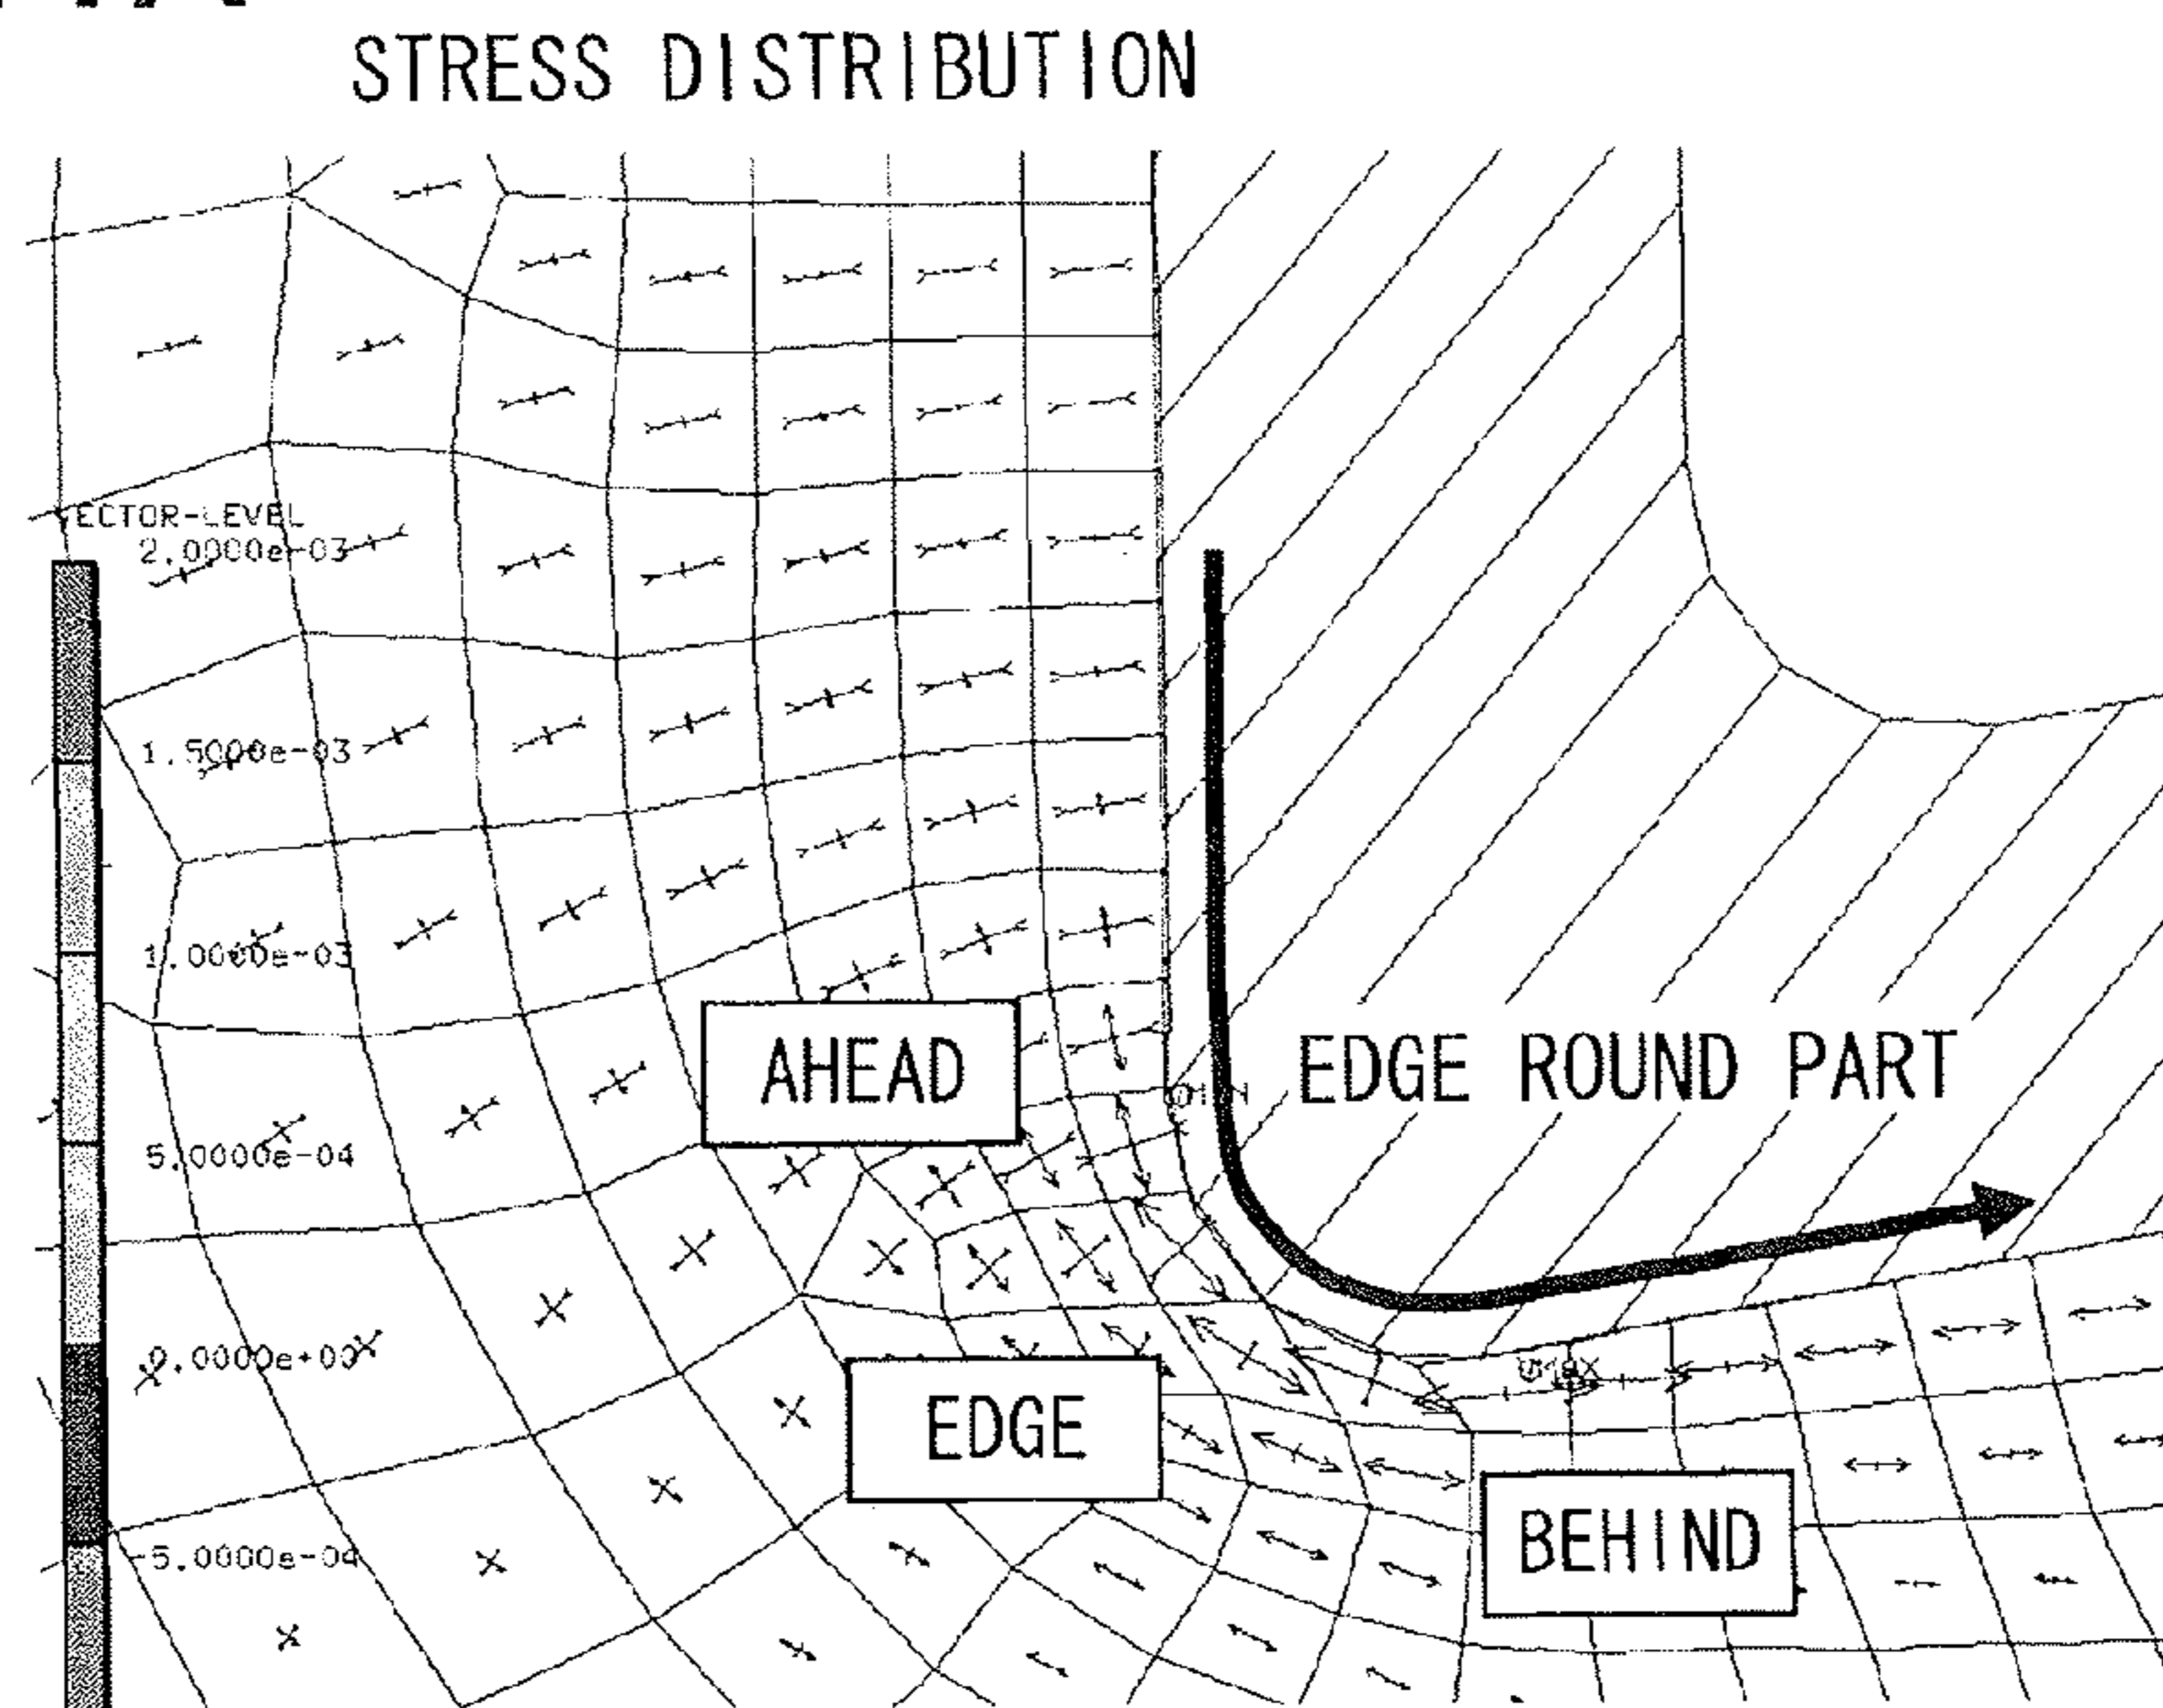 STRESS DISTRIBUTION
ECTOR-LEVEL
2.0000e-03
1.5000e-03
1.0000e-03
AHEAD
EDGE ROUND PART
5.0000e-04
0.0000e+00
EDGE
BEHIND
-5.0000e-04